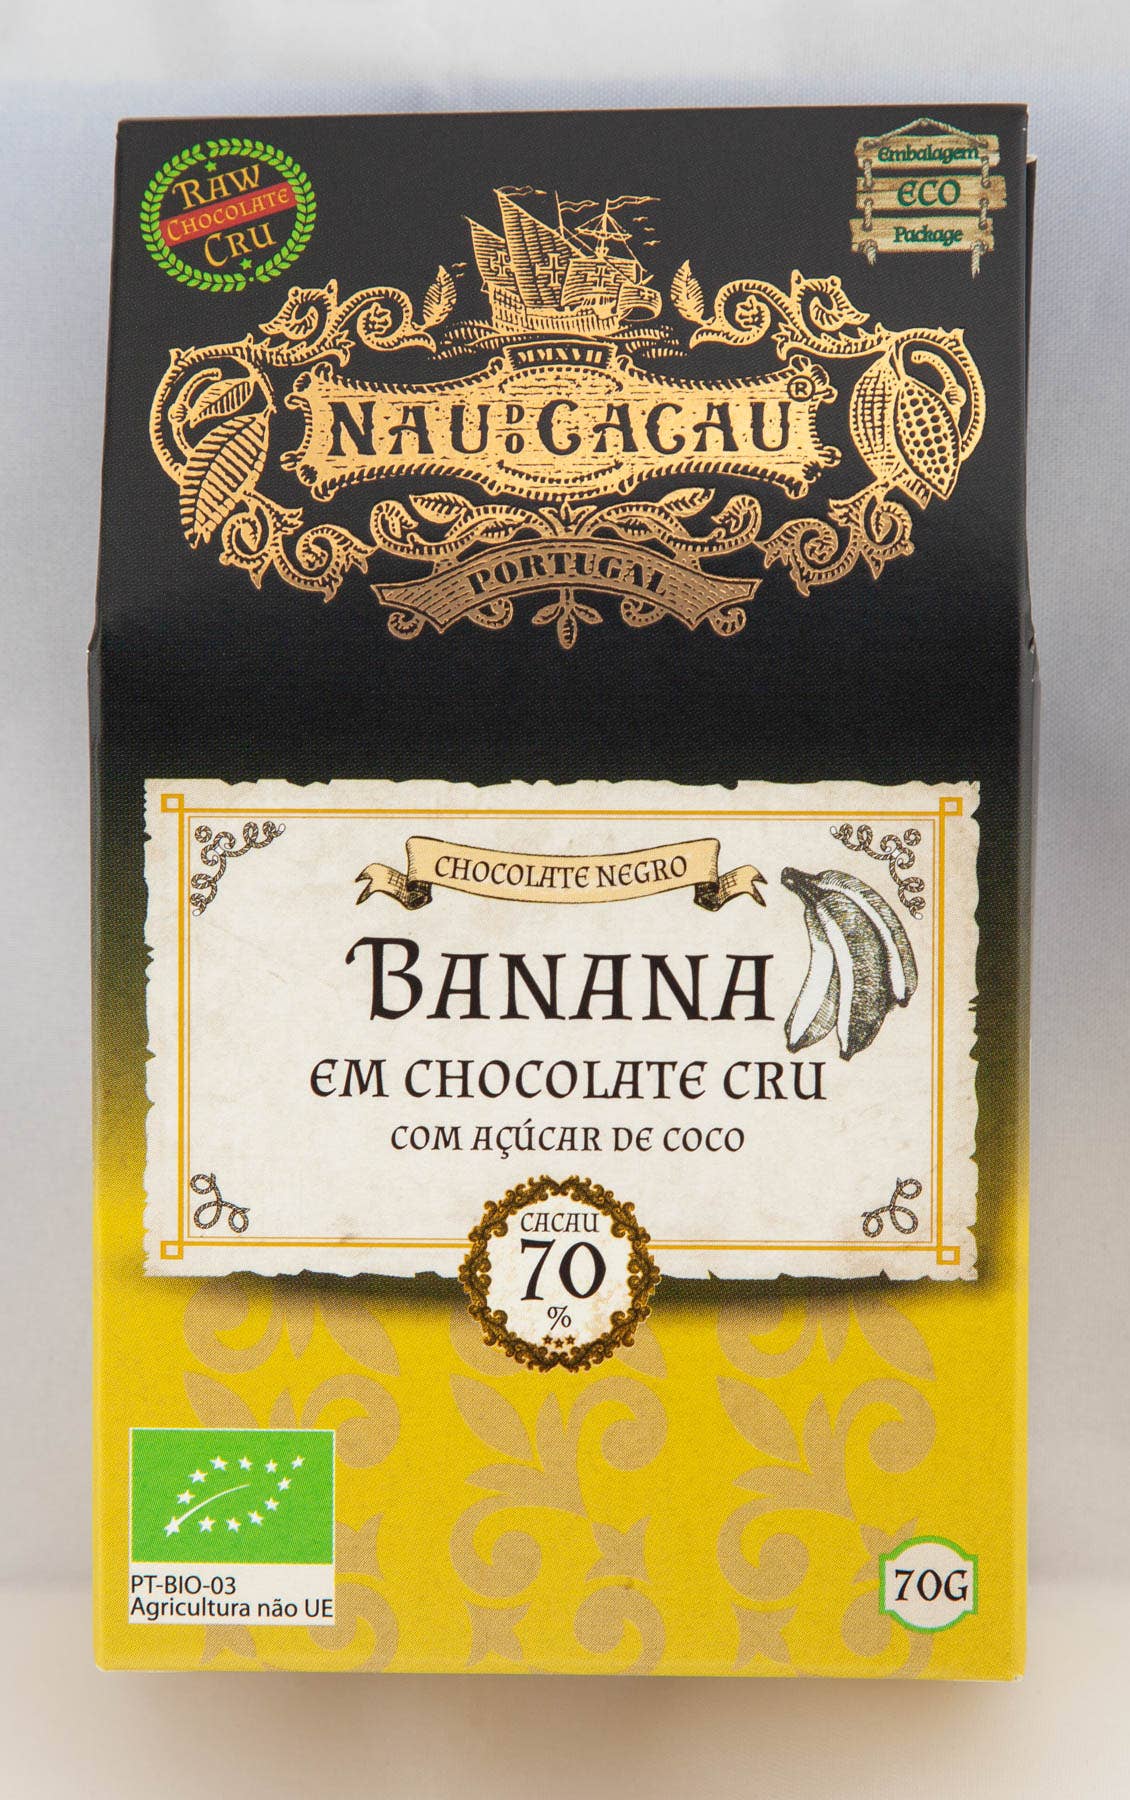 RAW
CHOCOLATE
CRU
Embalagem
ECO
Package
MMXVII
NAU DO CACAU®
PORTUGAL
CHOCOLATE NEGRO
BANANA
EM CHOCOLATE CRU
COM AÇÚCAR DE COCO
CACAU
70
%
PT-BIO-03
Agricultura não UE
70G